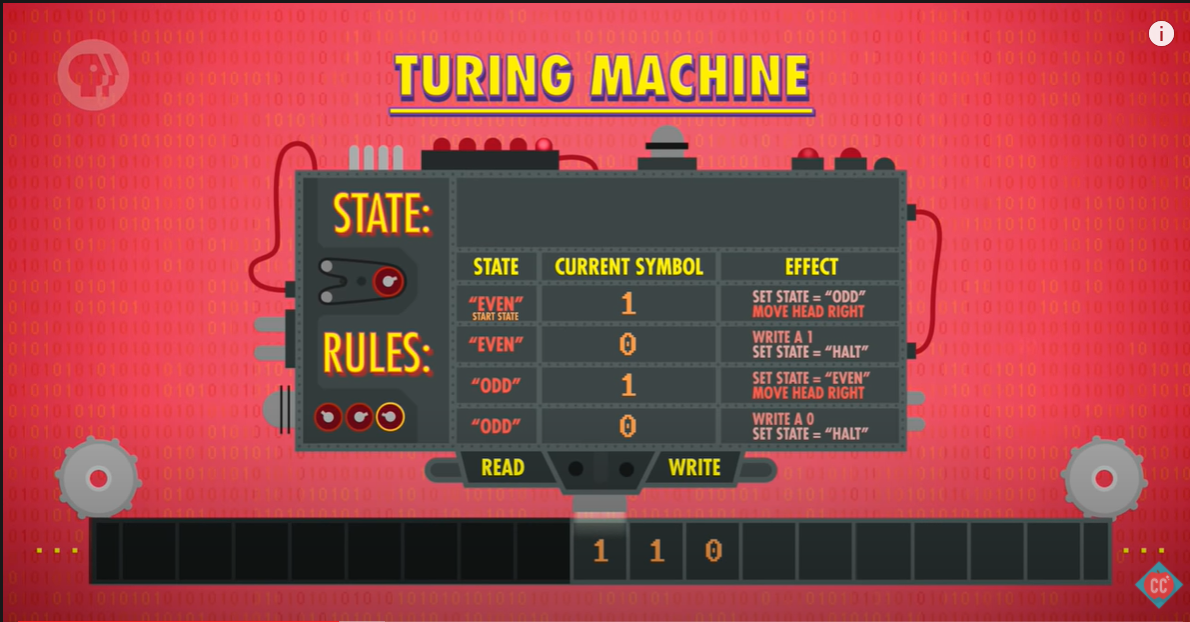 i
TURING MACHINE
STATE:
RULES:
STATE CURRENT SYMBOL EFFECT
“EVEN” 1 SET STATE = “ODD”
START STATE MOVE HEAD RIGHT
“EVEN” 0 WRITE A 1
SET STATE = “HALT”
“ODD” 1 SET STATE = “EVEN”
MOVE HEAD RIGHT
“ODD” 0 WRITE A 0
SET STATE = “HALT”
READ WRITE
... 1 1 0 ...
CC